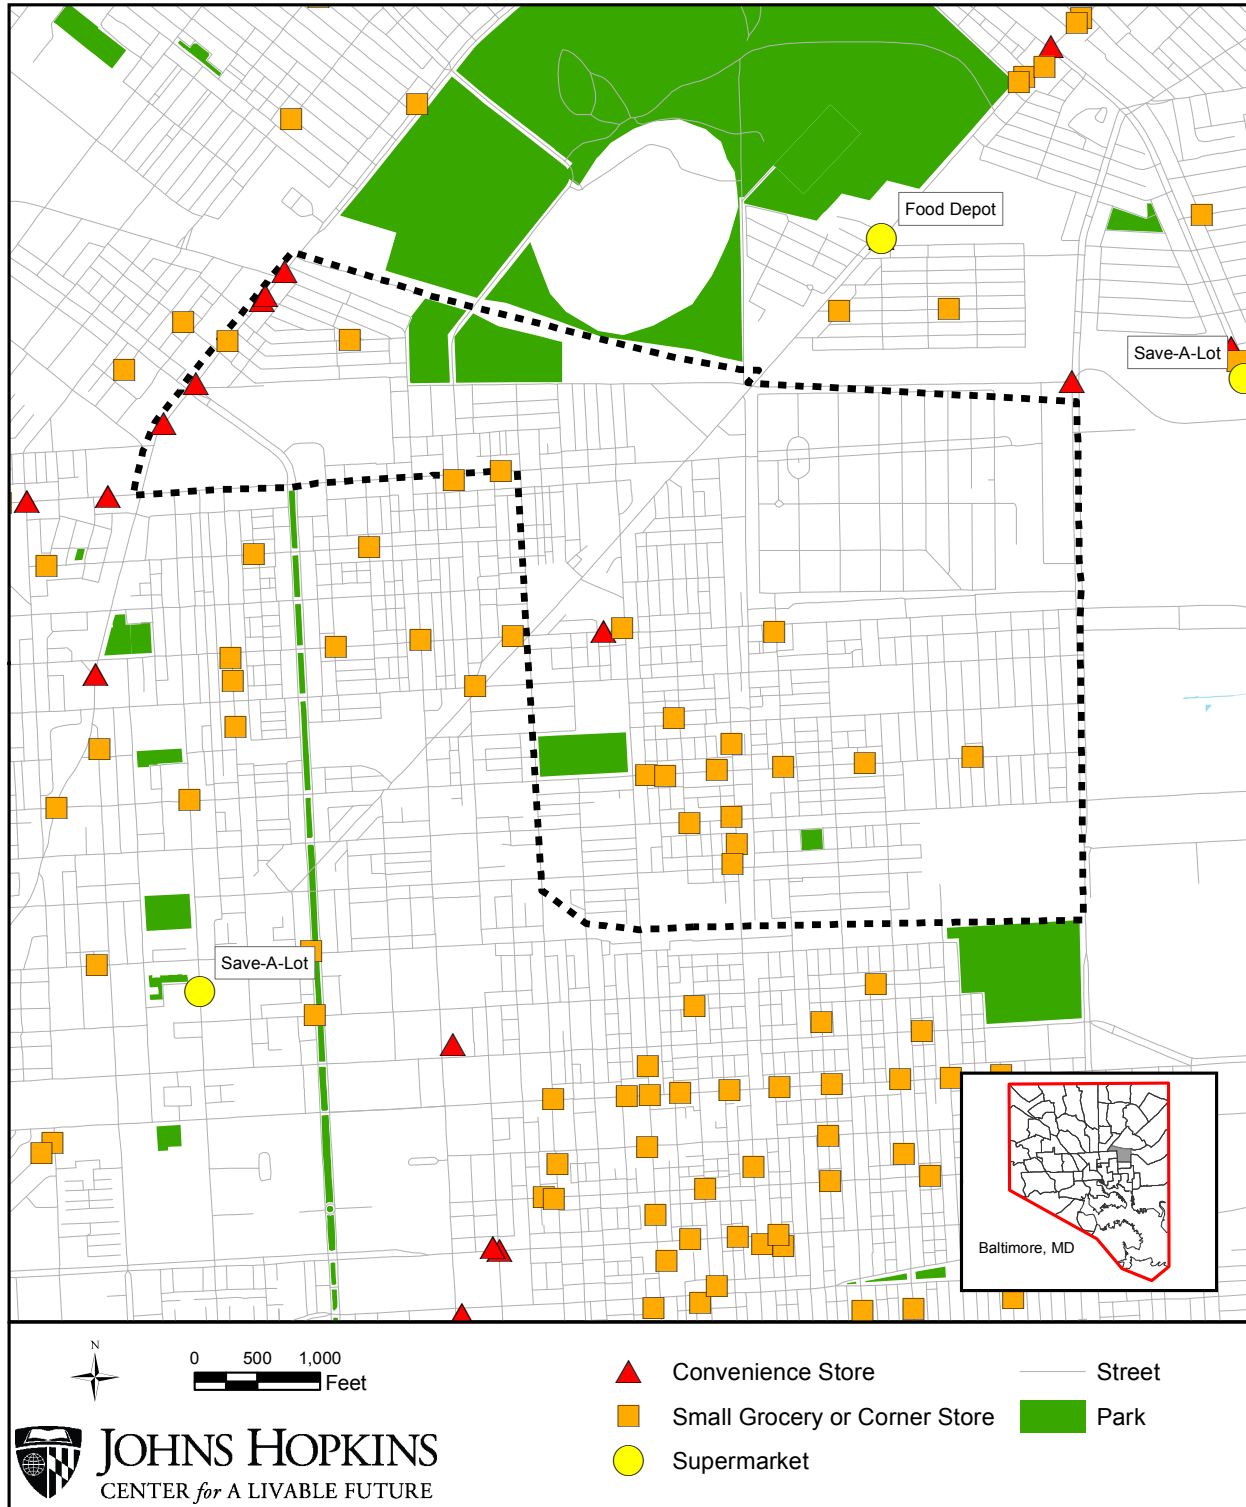 Food Depot
Save-A-Lot
Save-A-Lot
Baltimore, MD
N
0 500 1,000
Feet
Convenience Store
Small Grocery or Corner Store
Supermarket
Street
Park
JOHNS HOPKINS
CENTER for A LIVABLE FUTURE